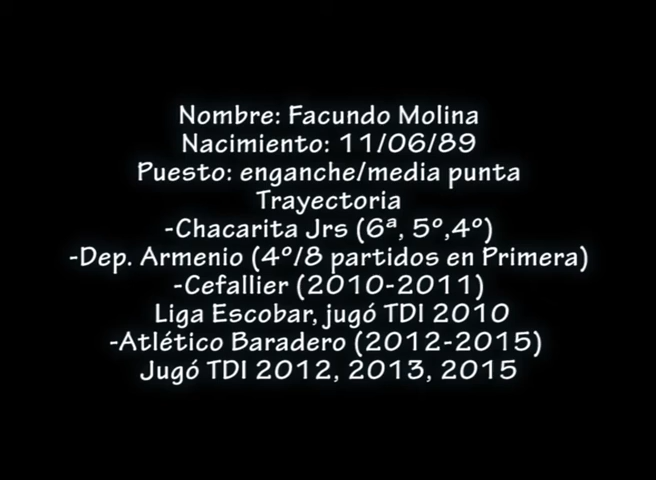 Nombre: Facundo Molina
Nacimiento: 11/06/89
Puesto: enganche/media punta
Trayectoria
-Chacarita Jrs (6ª, 5º,4º)
-Dep. Armenio (4º/8 partidos en Primera)
-Cefallier (2010-2011)
Liga Escobar, jugó TDI 2010
-Atlético Baradero (2012-2015)
Jugó TDI 2012, 2013, 2015